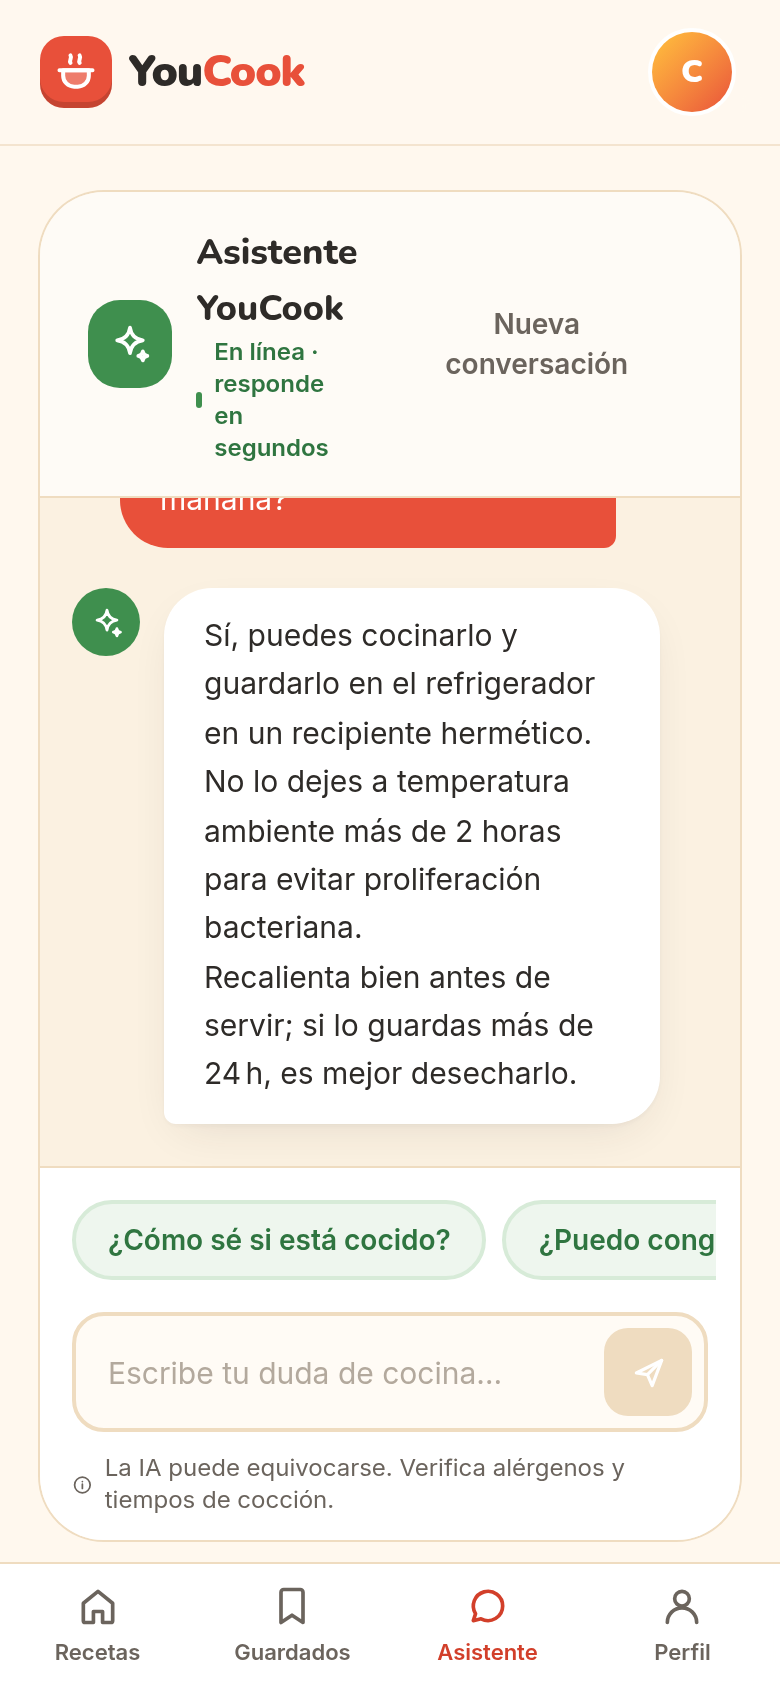 YouCook
C
Asistente
YouCook
En línea ·
responde
en
segundos
Nueva
conversación
mañana?
Sí, puedes cocinarlo y
guardarlo en el refrigerador
en un recipiente hermético.
No lo dejes a temperatura
ambiente más de 2 horas
para evitar proliferación
bacteriana.
Recalienta bien antes de
servir; si lo guardas más de
24 h, es mejor desecharlo.
¿Cómo sé si está cocido?
¿Puedo cong
Escribe tu duda de cocina...
La IA puede equivocarse. Verifica alérgenos y
tiempos de cocción.
Recetas
Guardados
Asistente
Perfil